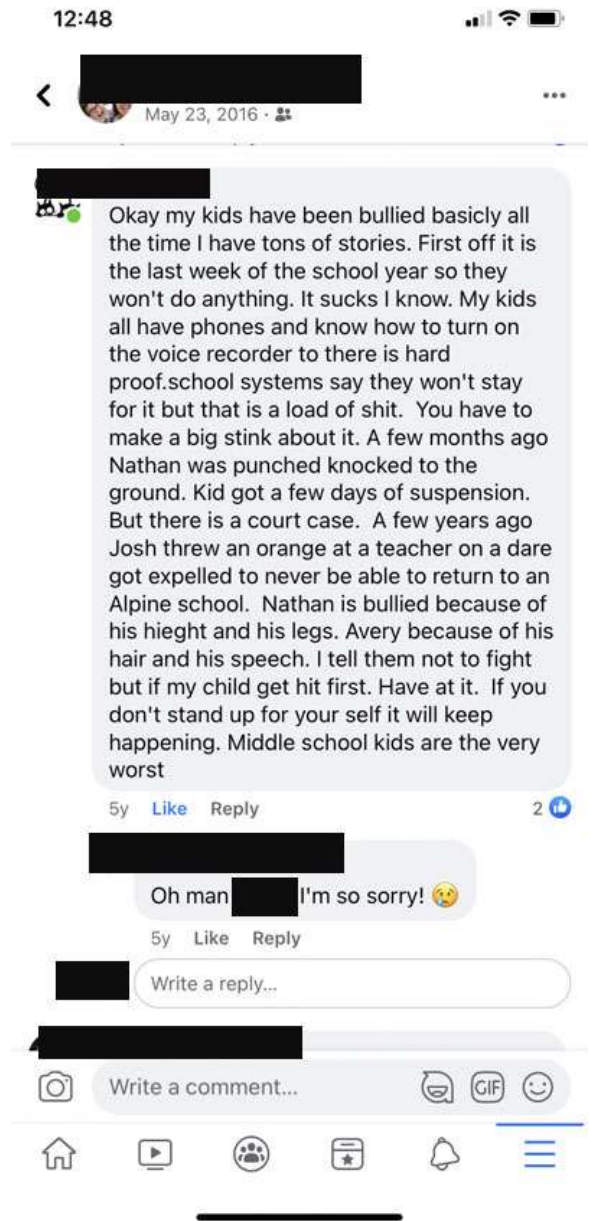 12:48
May 23, 2016 ·
Okay my kids have been bullied basicly all
the time I have tons of stories. First off it is
the last week of the school year so they
won't do anything. It sucks I know. My kids
all have phones and know how to turn on
the voice recorder to there is hard
proof.school systems say they won't stay
for it but that is a load of shit. You have to
make a big stink about it. A few months ago
Nathan was punched knocked to the
ground. Kid got a few days of suspension.
But there is a court case. A few years ago
Josh threw an orange at a teacher on a dare
got expelled to never be able to return to an
Alpine school. Nathan is bullied because of
his hieght and his legs. Avery because of his
hair and his speech. I tell them not to fight
but if my child get hit first. Have at it. If you
don't stand up for your self it will keep
happening. Middle school kids are the very
worst
5y Like Reply 2
Oh man I'm so sorry! 😢
5y Like Reply
Write a reply...
Write a comment... GIF